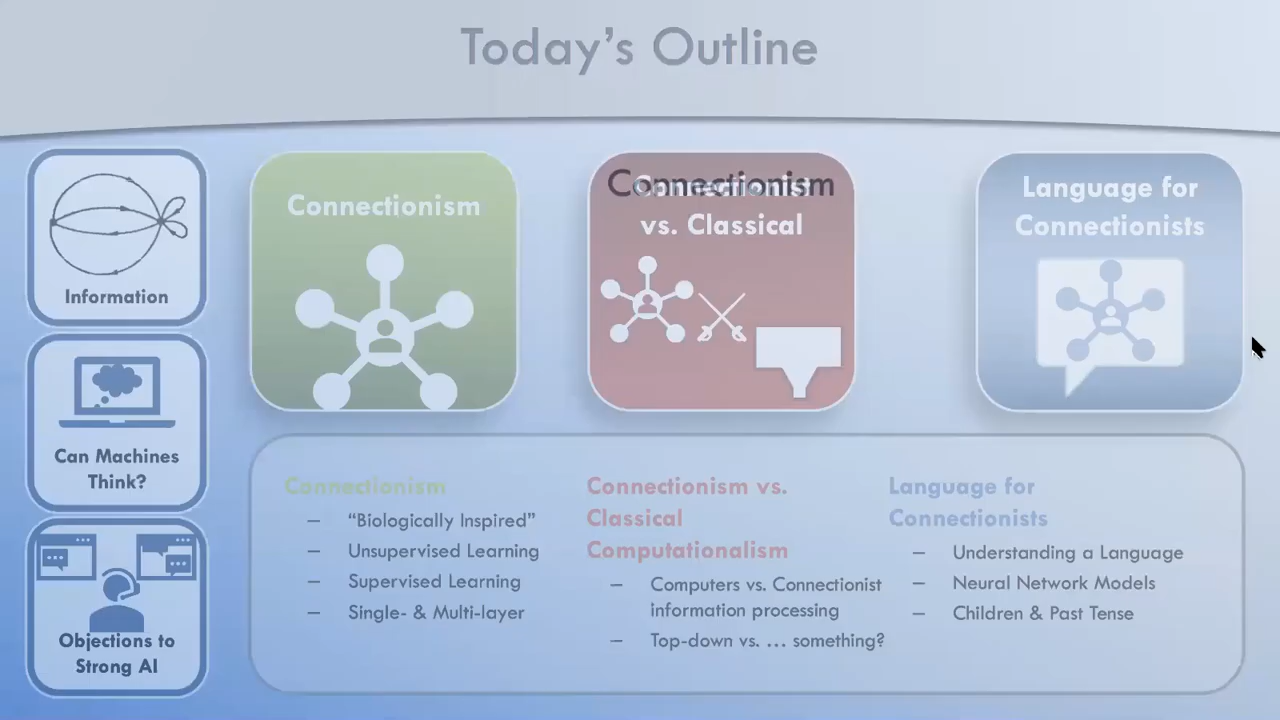 Today's Outline
Information
Can Machines
Think?
Objections to
Strong AI
Connectionism
Connectionism
Connectionist
vs. Classical
Language for
Connectionists
Connectionism
– “Biologically Inspired”
– Unsupervised Learning
– Supervised Learning
– Single- & Multi-layer
Connectionism vs.
Classical
Computationalism
– Computers vs. Connectionist
information processing
– Top-down vs. … something?
Language for
Connectionists
– Understanding a Language
– Neural Network Models
– Children & Past Tense